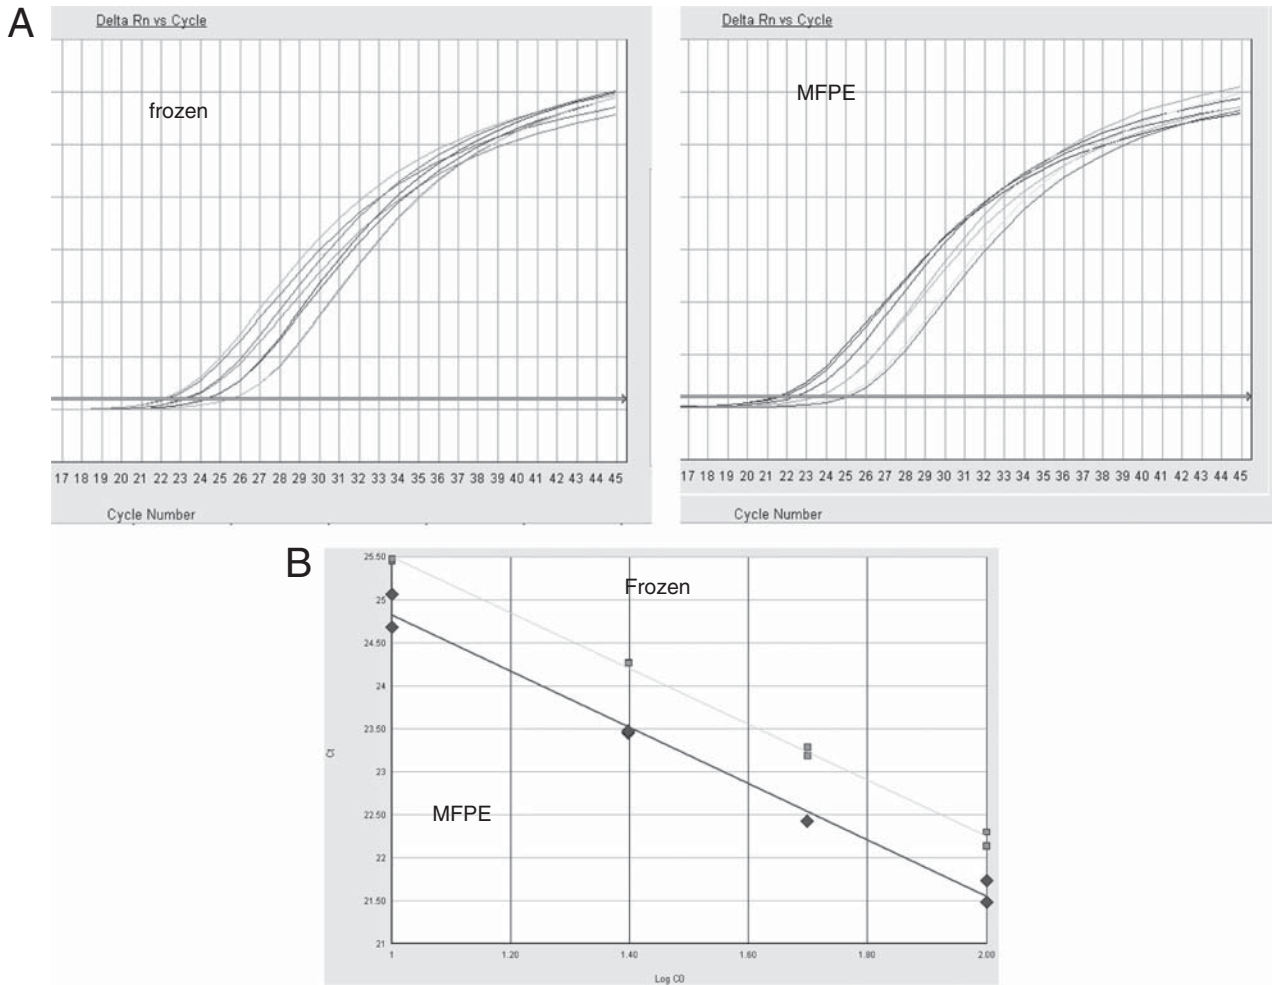 A
Delta Rn vs Cycle
frozen
17 18 19 20 21 22 23 24 25 26 27 28 29 30 31 32 33 34 35 36 37 38 39 40 41 42 43 44 45
Cycle Number
Delta Rn vs Cycle
MFPE
17 18 19 20 21 22 23 24 25 26 27 28 29 30 31 32 33 34 35 36 37 38 39 40 41 42 43 44 45
Cycle Number
B
Frozen
MFPE
25.50
25
24.50
24
23.50
23
22.50
22
21.50
21
Ct
1 1.20 1.40 1.60 1.80 2.00
Log C0